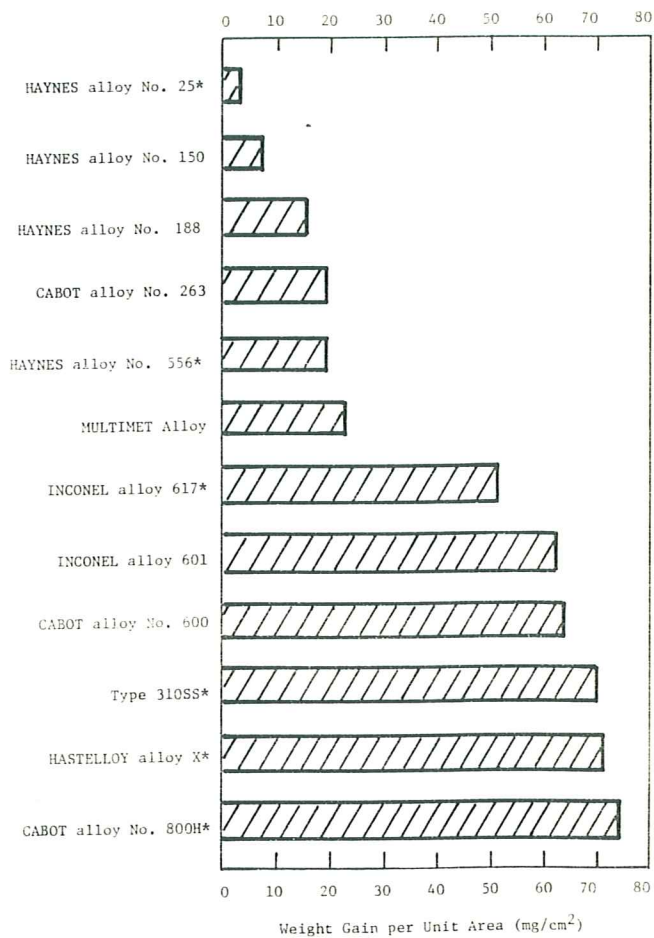 0 10 20 30 40 50 60 70 80
HAYNES alloy No. 25*
HAYNES alloy No. 150
HAYNES alloy No. 188
CABOT alloy No. 263
HAYNES alloy No. 556*
MULTIMET Alloy
INCONEL alloy 617*
INCONEL alloy 601
CABOT alloy No. 600
Type 310SS*
HASTELLOY alloy X*
CABOT alloy No. 800H*
0 10 20 30 40 50 60 70 80
Weight Gain per Unit Area (mg/cm²)